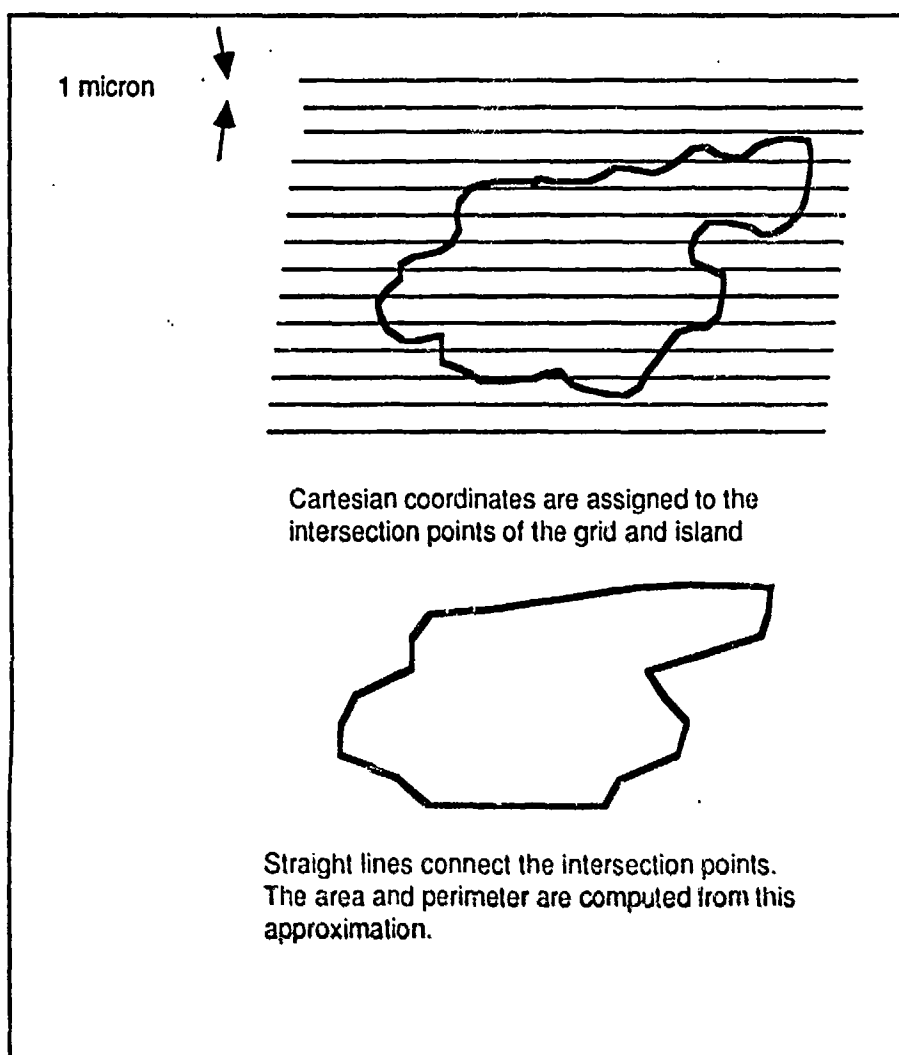 1 micron
Cartesian coordinates are assigned to the
intersection points of the grid and island
Straight lines connect the intersection points.
The area and perimeter are computed from this
approximation.